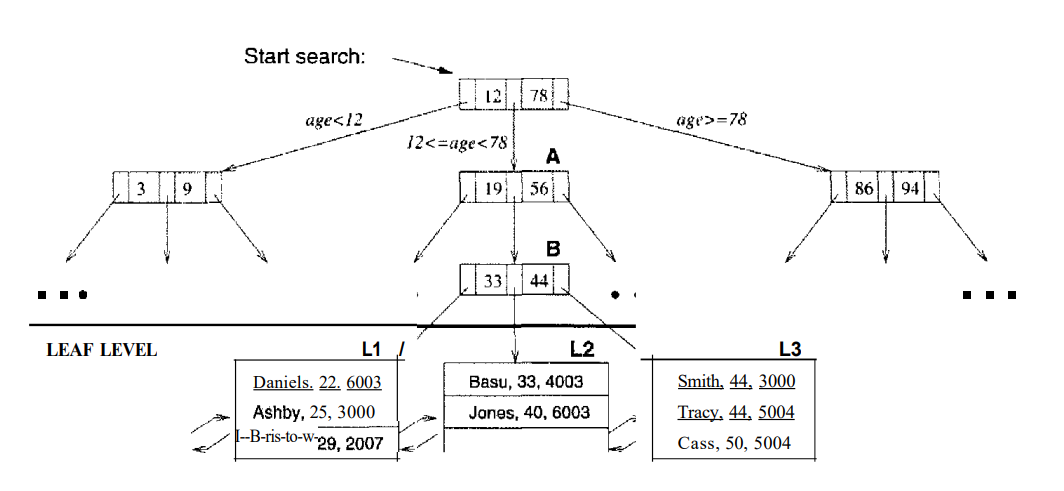 Start search:
12 78
age<12
12<=age<78
age>=78
A
3 9
19 56
86 94
B
33 44
LEAF LEVEL
L1
L2
L3
Daniels, 22, 6003
Ashby, 25, 3000
I--B-ris-to-w-29, 2007
Basu, 33, 4003
Jones, 40, 6003
Smith, 44, 3000
Tracy, 44, 5004
Cass, 50, 5004